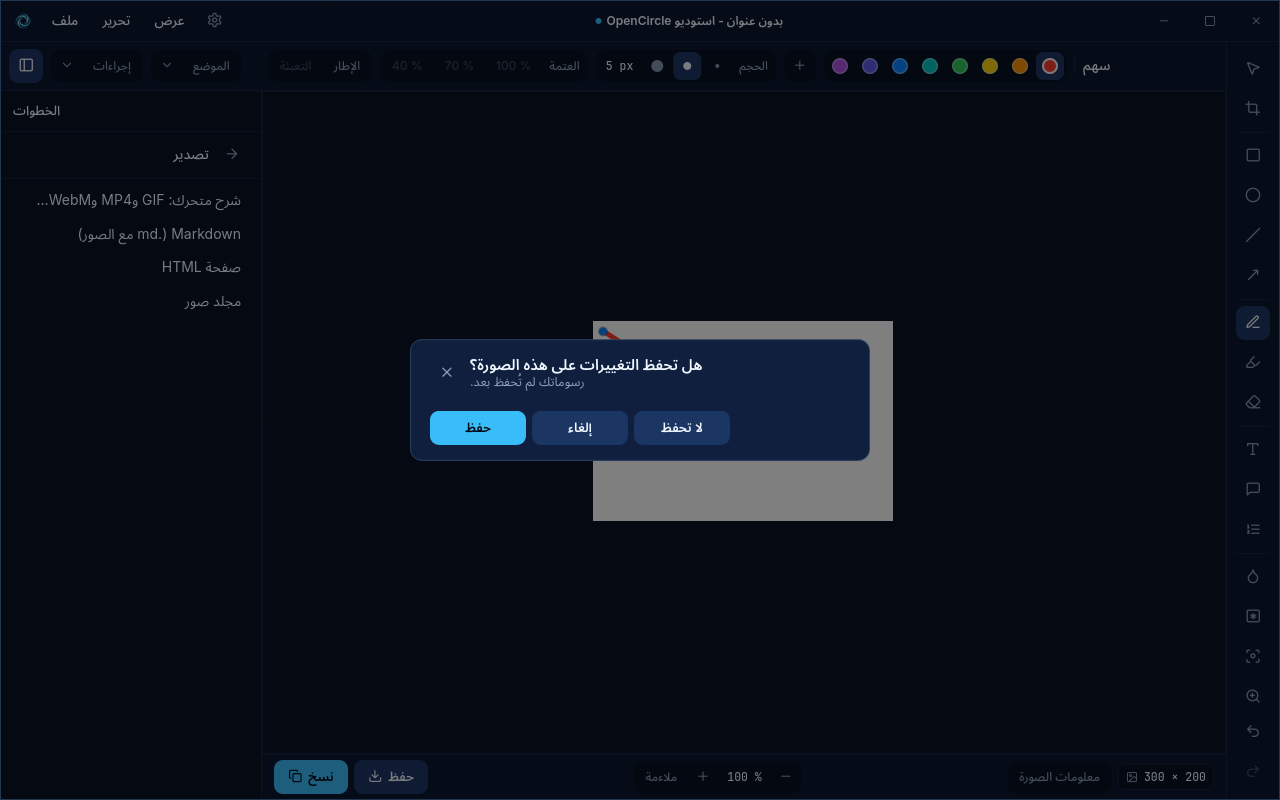 ملف
تحرير
عرض
بدون عنوان - استوديو OpenCircle
سهم
الحجم
5 px
العتمة
100 %
70 %
40 %
الإطار
التعبئة
الموضع
إجراءات
الخطوات
تصدير
شرح متحرك: GIF وMP4 وWebM...
Markdown (.md مع الصور)
صفحة HTML
مجلد صور
هل تحفظ التغييرات على هذه الصورة؟
رسوماتك لم تُحفظ بعد.
لا تحفظ
إلغاء
حفظ
300 × 200
معلومات الصورة
100 %
ملاءمة
حفظ
نسخ